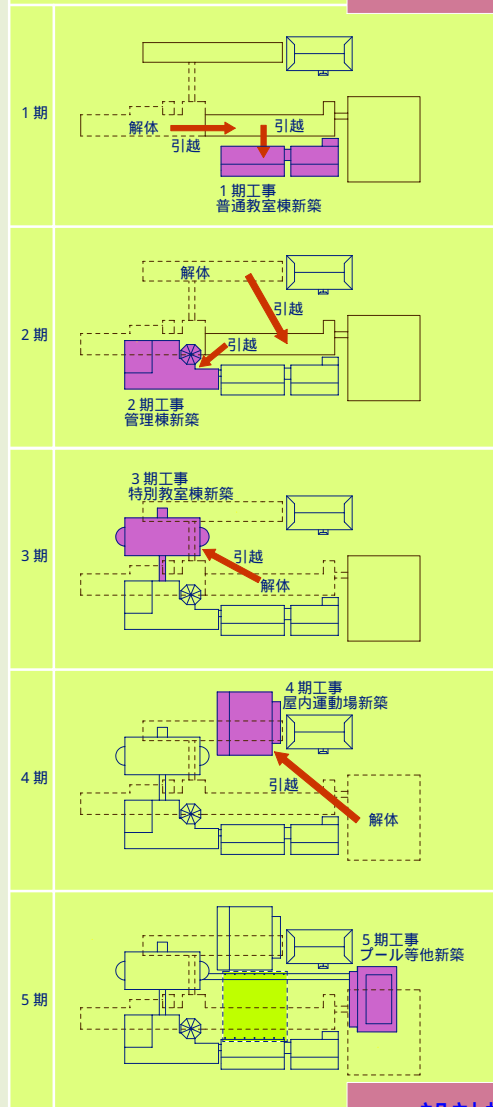 1期
解体
引越
引越
1期工事
普通教室棟新築
2期
解体
引越
引越
2期工事
管理棟新築
3期
3期工事
特別教室棟新築
引越
解体
4期
4期工事
屋内運動場新築
引越
解体
5期
5期工事
プール等他新築